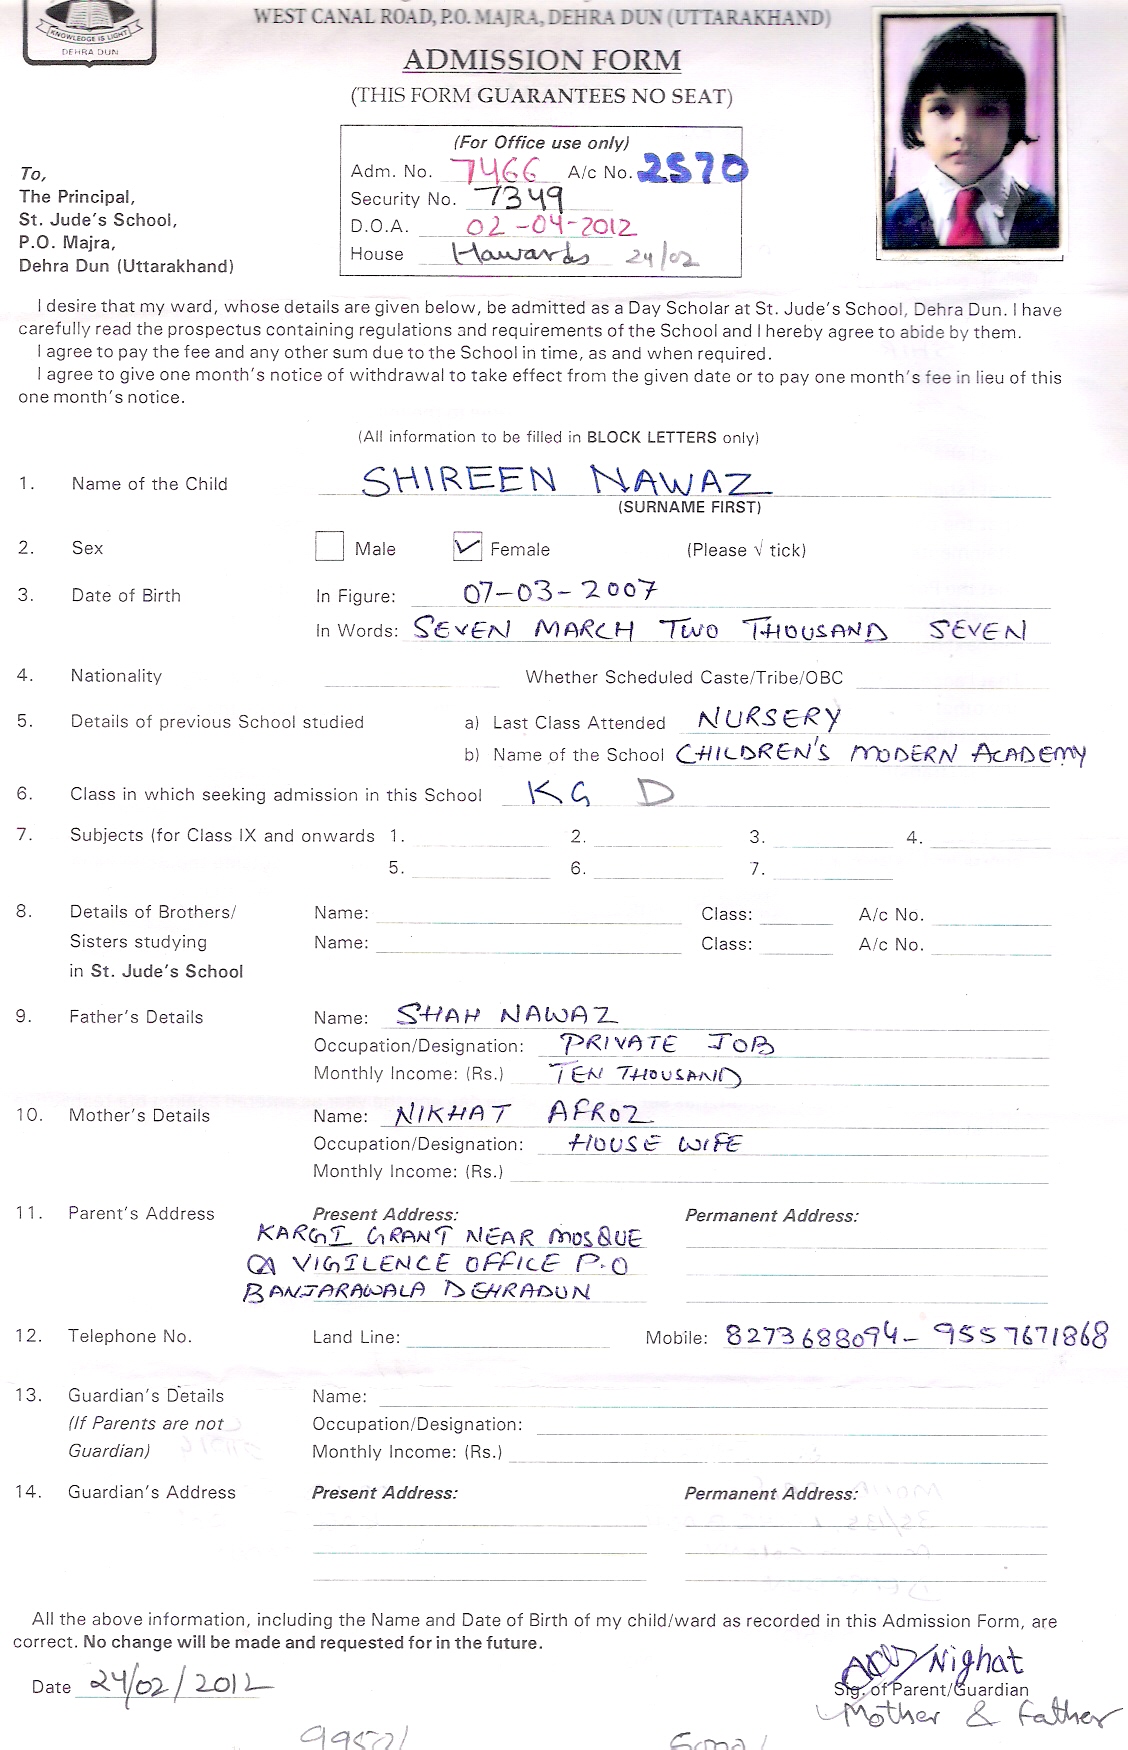 KNOWLEDGE IS LIGHT
DEHRA DUN
WEST CANAL ROAD, P.O. MAJRA, DEHRA DUN (UTTARAKHAND)
ADMISSION FORM
(THIS FORM GUARANTEES NO SEAT)
(For Office use only)
Adm. No. 7466 A/c No. 2570
Security No. 7349
D.O.A. 02-04-2012
House Hawards 24/02
To,
The Principal,
St. Jude's School,
P.O. Majra,
Dehra Dun (Uttarakhand)
I desire that my ward, whose details are given below, be admitted as a Day Scholar at St. Jude's School, Dehra Dun. I have
carefully read the prospectus containing regulations and requirements of the School and I hereby agree to abide by them.
I agree to pay the fee and any other sum due to the School in time, as and when required.
I agree to give one month's notice of withdrawal to take effect from the given date or to pay one month's fee in lieu of this
one month's notice.
(All information to be filled in BLOCK LETTERS only)
1. Name of the Child SHIREEN NAWAZ
(SURNAME FIRST)
2. Sex Male ✓ Female (Please √ tick)
3. Date of Birth In Figure: 07-03-2007
In Words: SEVEN MARCH TWO THOUSAND SEVEN
4. Nationality Whether Scheduled Caste/Tribe/OBC
5. Details of previous School studied a) Last Class Attended NURSERY
b) Name of the School CHILDREN'S MODERN ACADEMY
6. Class in which seeking admission in this School KG D
7. Subjects (for Class IX and onwards 1. 2. 3. 4.
5. 6. 7.
8. Details of Brothers/ Name: Class: A/c No.
Sisters studying Name: Class: A/c No.
in St. Jude's School
9. Father's Details Name: SHAH NAWAZ
Occupation/Designation: PRIVATE JOB
Monthly Income: (Rs.) TEN THOUSAND
10. Mother's Details Name: NIKHAT AFROZ
Occupation/Designation: HOUSE WIFE
Monthly Income: (Rs.)
11. Parent's Address Present Address: Permanent Address:
KARGI GRANT NEAR MOSQUE
VIGILENCE OFFICE P.O
BANJARAWALA DEHRADUN
12. Telephone No. Land Line: Mobile: 8273688094- 9557671868
13. Guardian's Details Name:
(If Parents are not Occupation/Designation:
Guardian) Monthly Income: (Rs.)
14. Guardian's Address Present Address: Permanent Address:
All the above information, including the Name and Date of Birth of my child/ward as recorded in this Admission Form, are
correct. No change will be made and requested for in the future.
Nighat
Date 24/02/2012 Sig. of Parent/Guardian
Mother & Father